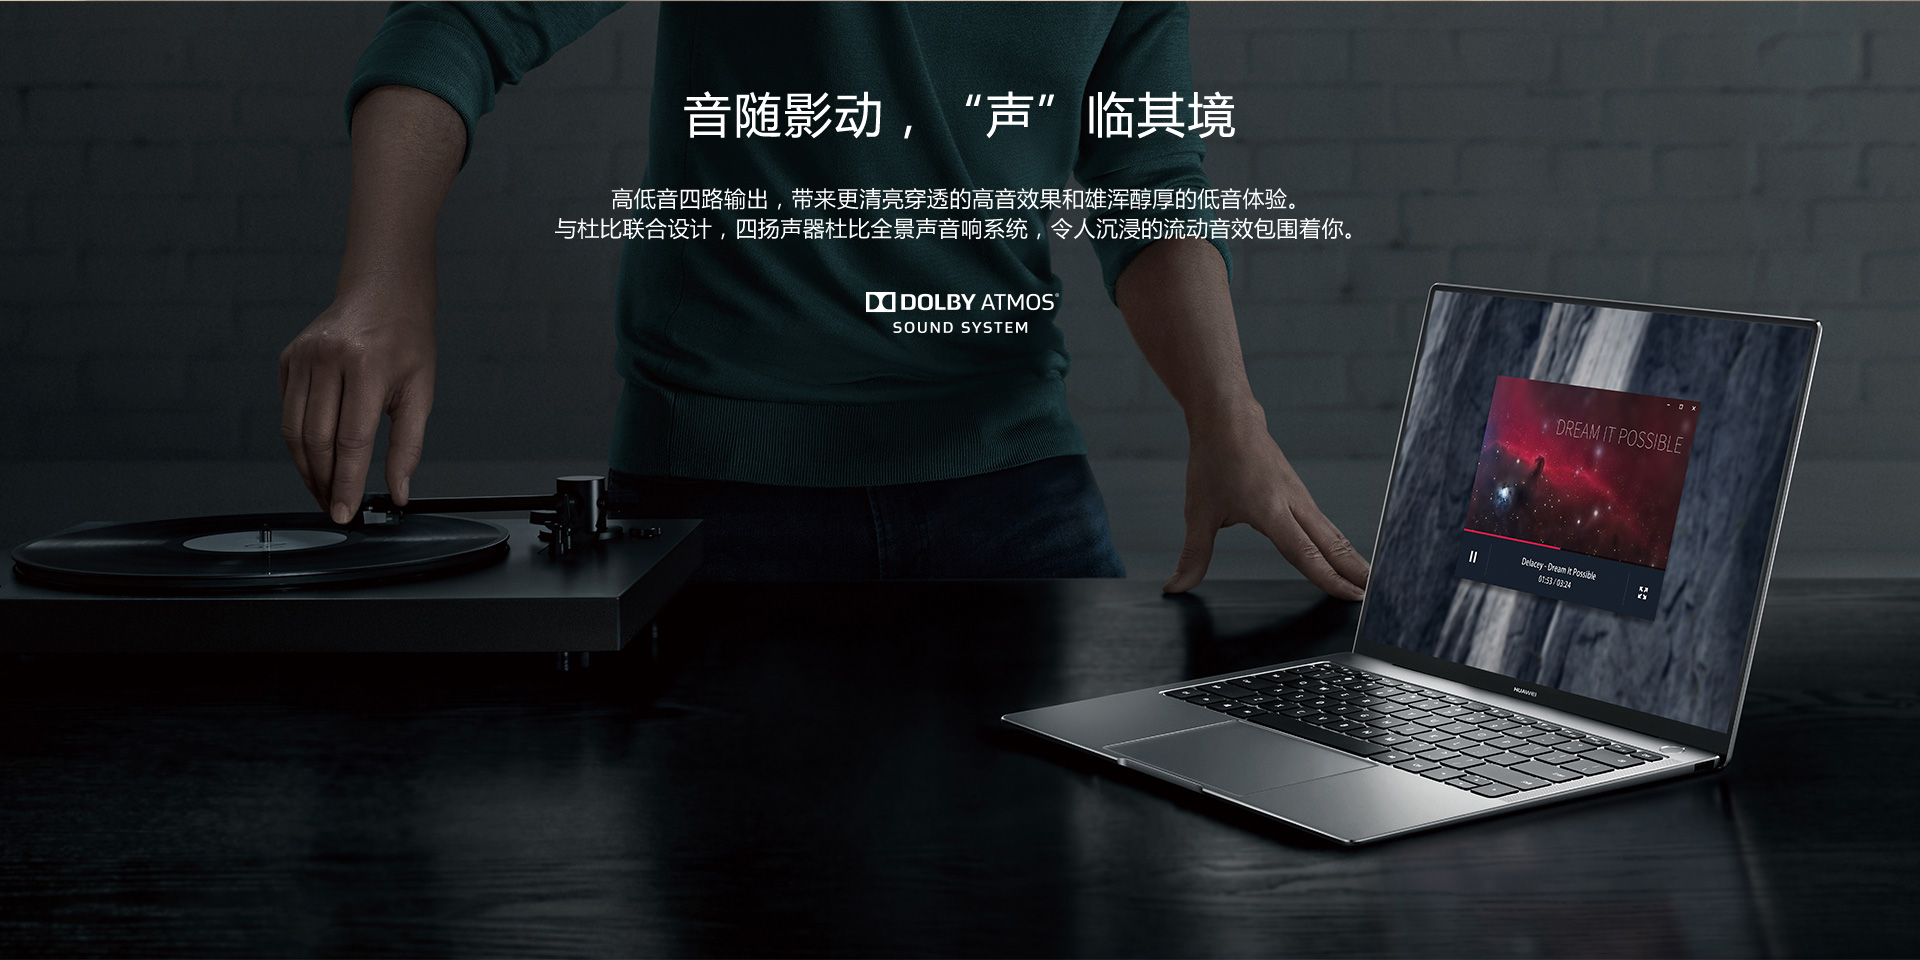 音随影动，“声”临其境
高低音四路输出，带来更清亮穿透的高音效果和雄浑醇厚的低音体验。
与杜比联合设计，四扬声器杜比全景声音响系统，令人沉浸的流动音效包围着你。
DOLBY ATMOS®
SOUND SYSTEM
DREAM IT POSSIBLE
Delacey - Dream It Possible
01:53 / 03:24
HUAWEI